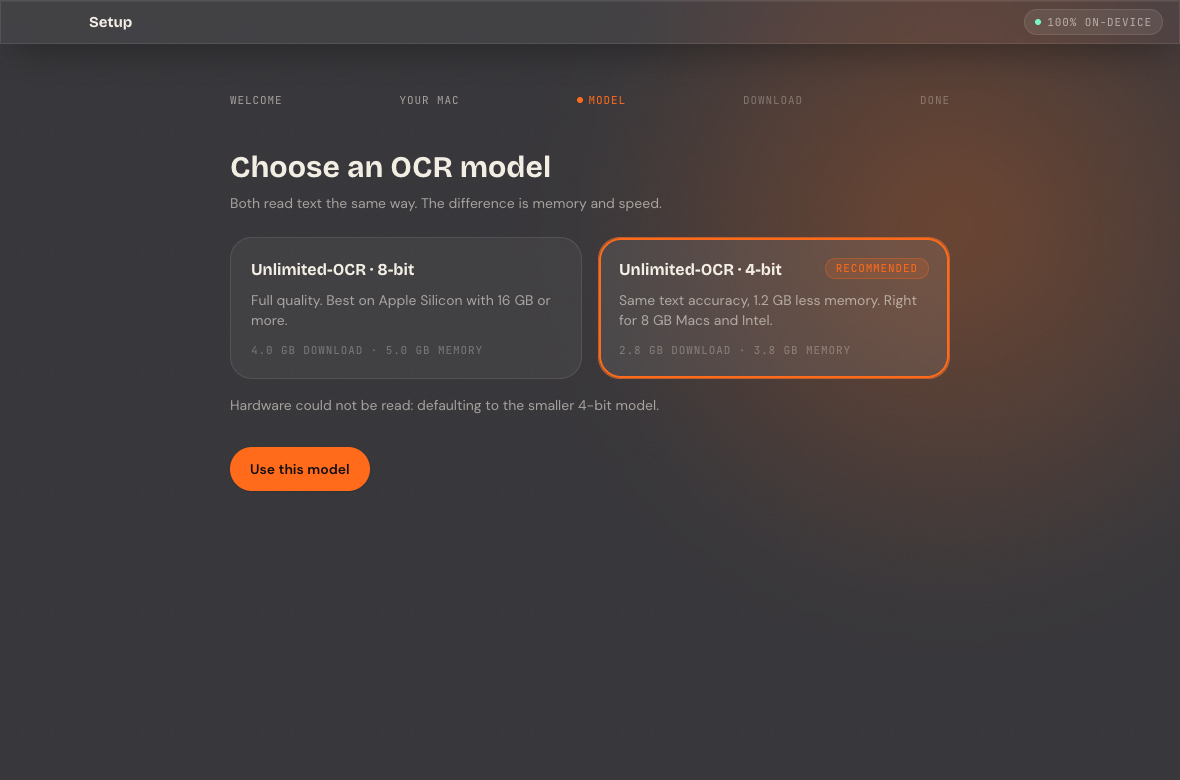 Setup
100% ON-DEVICE
WELCOME
YOUR MAC
MODEL
DOWNLOAD
DONE
Choose an OCR model
Both read text the same way. The difference is memory and speed.
Unlimited-OCR · 8-bit
Full quality. Best on Apple Silicon with 16 GB or
more.
4.0 GB DOWNLOAD · 5.0 GB MEMORY
Unlimited-OCR · 4-bit
RECOMMENDED
Same text accuracy, 1.2 GB less memory. Right
for 8 GB Macs and Intel.
2.8 GB DOWNLOAD · 3.8 GB MEMORY
Hardware could not be read: defaulting to the smaller 4-bit model.
Use this model